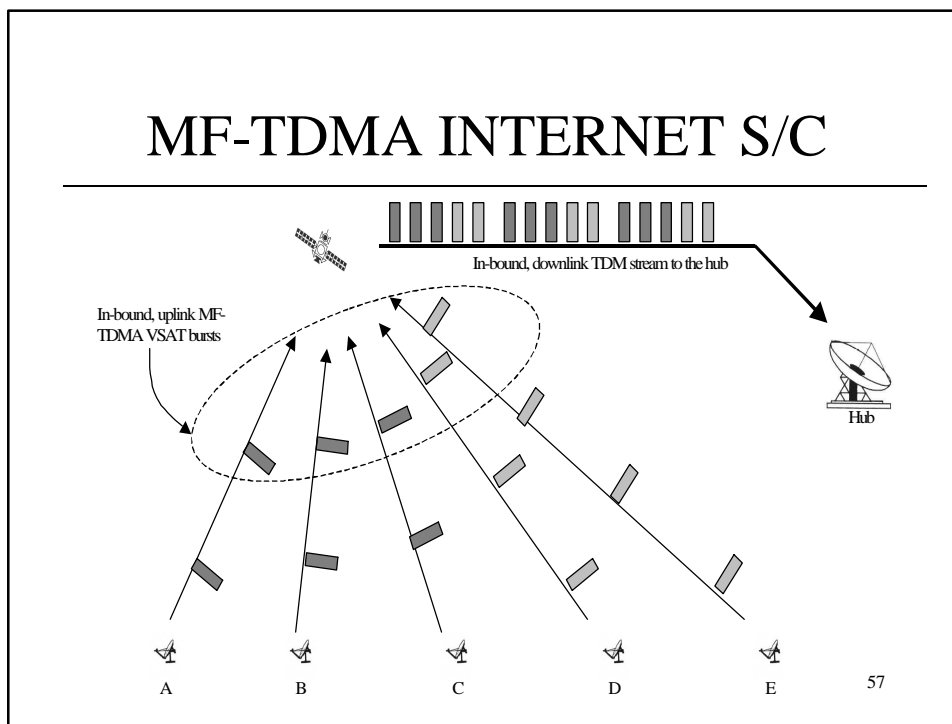 MF-TDMA INTERNET S/C
In-bound, downlink TDM stream to the hub
In-bound, uplink MF-
TDMA VSAT bursts
Hub
A B C D E
57